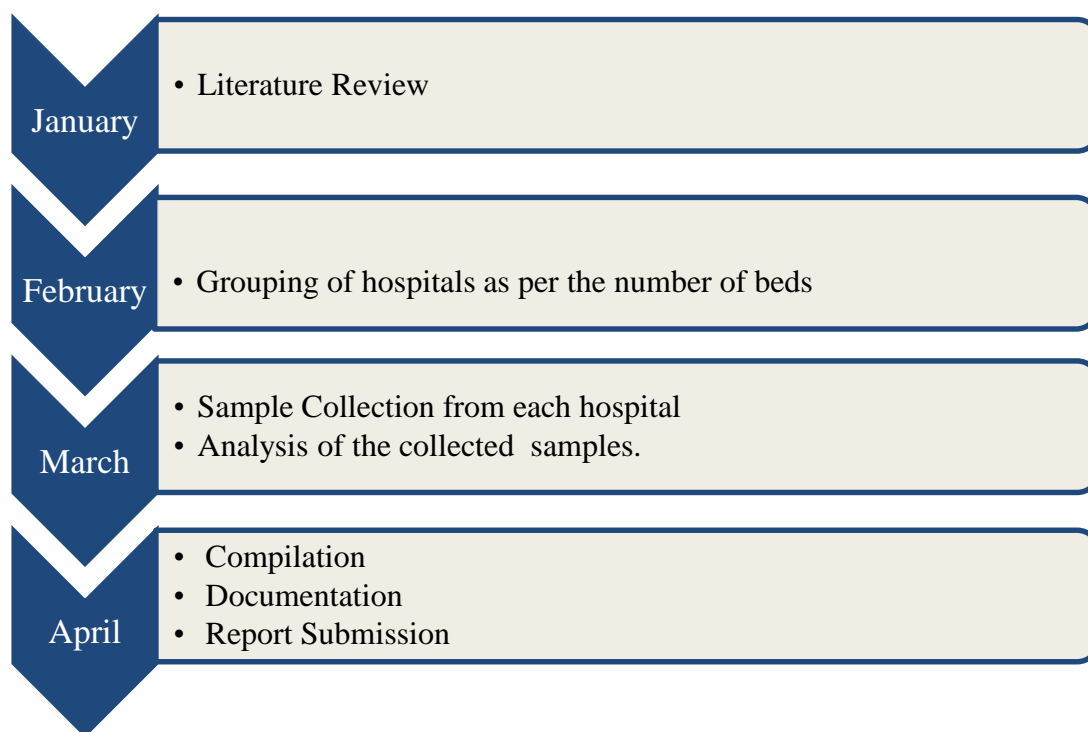 January
• Literature Review
February
• Grouping of hospitals as per the number of beds
March
• Sample Collection from each hospital
• Analysis of the collected  samples.
April
• Compilation
• Documentation
• Report Submission